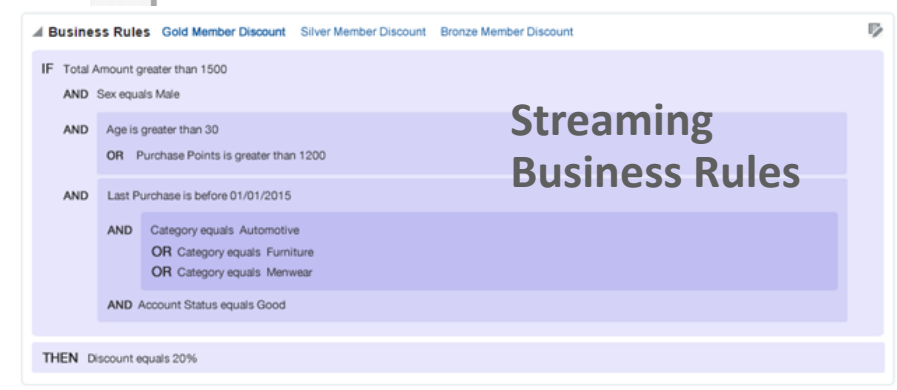 Business Rules Gold Member Discount Silver Member Discount Bronze Member Discount
IF Total Amount greater than 1500
AND Sex equals Male
AND Age is greater than 30
OR Purchase Points is greater than 1200
Streaming
Business Rules
AND Last Purchase is before 01/01/2015
AND Category equals Automotive
OR Category equals Furniture
OR Category equals Menwear
AND Account Status equals Good
THEN Discount equals 20%